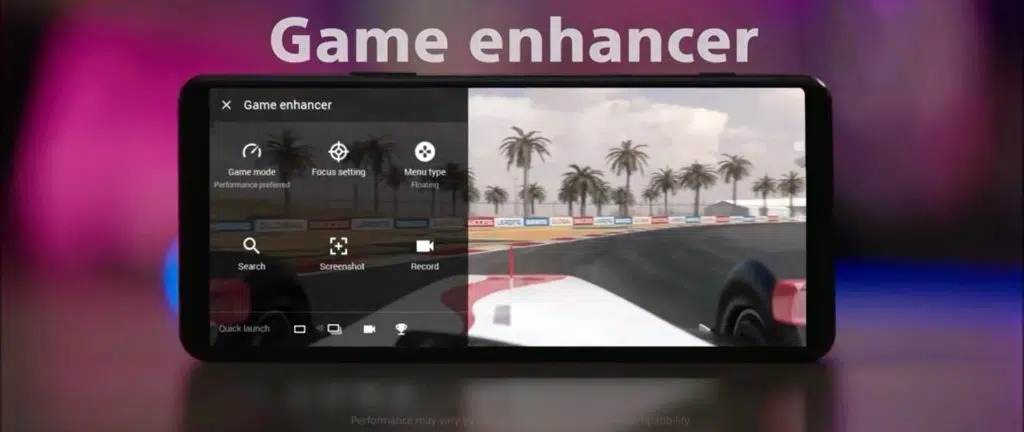 Game enhancer
Game enhancer
Game mode
Performance preferred
Focus setting
Menu type
Floating
Search
Screenshot
Record
Quick launch
Performance may vary
compatibility.